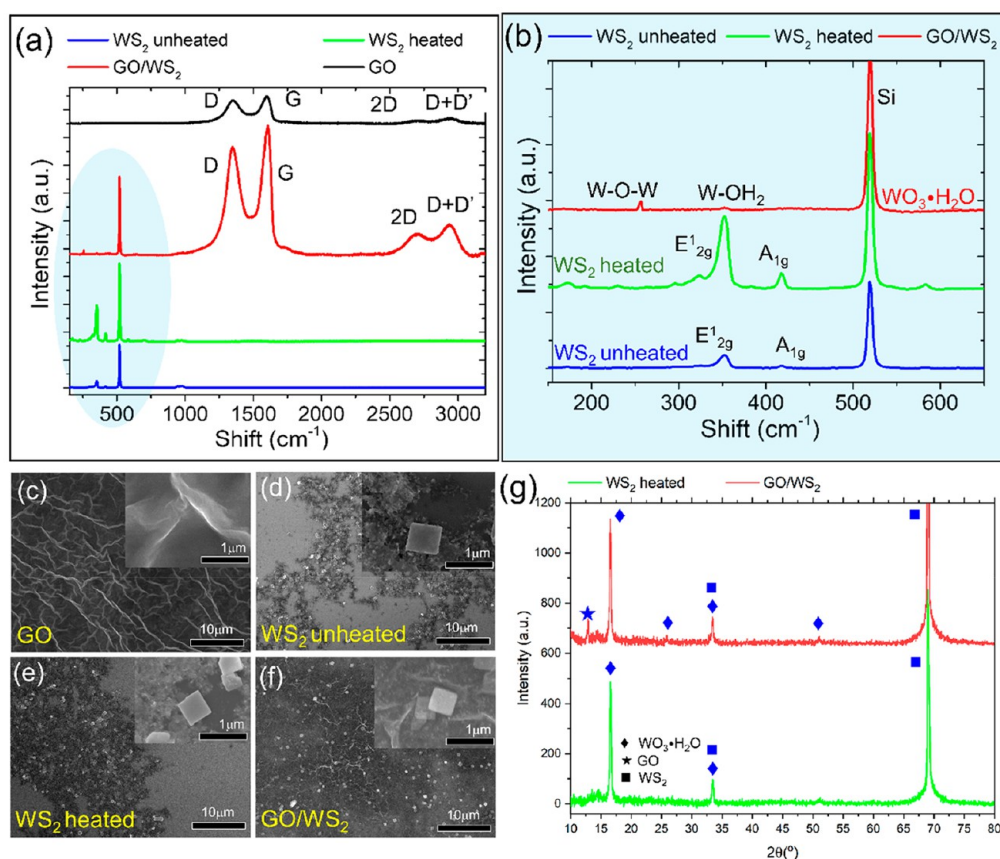 (a)
WS₂ unheated
WS₂ heated
GO/WS₂
GO
D
G
2D
D+D'
D
G
2D
D+D'
Intensity (a.u.)
500 1000 1500 2000 2500 3000
Shift (cm⁻¹)
(b)
WS₂ unheated
WS₂ heated
GO/WS₂
Si
W-O-W
W-OH₂
WO₃•H₂O
E¹₂g
A₁g
WS₂ heated
E¹₂g
A₁g
WS₂ unheated
Intensity (a.u.)
200 300 400 500 600
Shift (cm⁻¹)
(c)
1μm
10μm
GO
(d)
1μm
10μm
WS₂ unheated
(e)
1μm
10μm
WS₂ heated
(f)
1μm
10μm
GO/WS₂
(g)
WS₂ heated
GO/WS₂
Intensity (a.u.)
1200
1000
800
600
400
200
0
WO₃•H₂O
GO
WS₂
10 15 20 25 30 35 40 45 50 55 60 65 70 75 80
2θ(º)